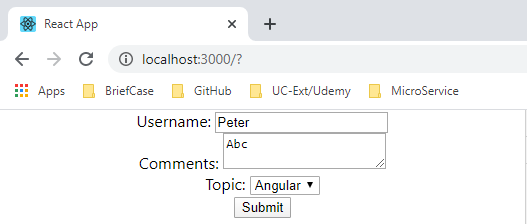 React App
localhost:3000/?
Apps BriefCase GitHub UC-Ext/Udemy MicroService
Username: Peter
Comments: Abc
Topic: Angular
Submit